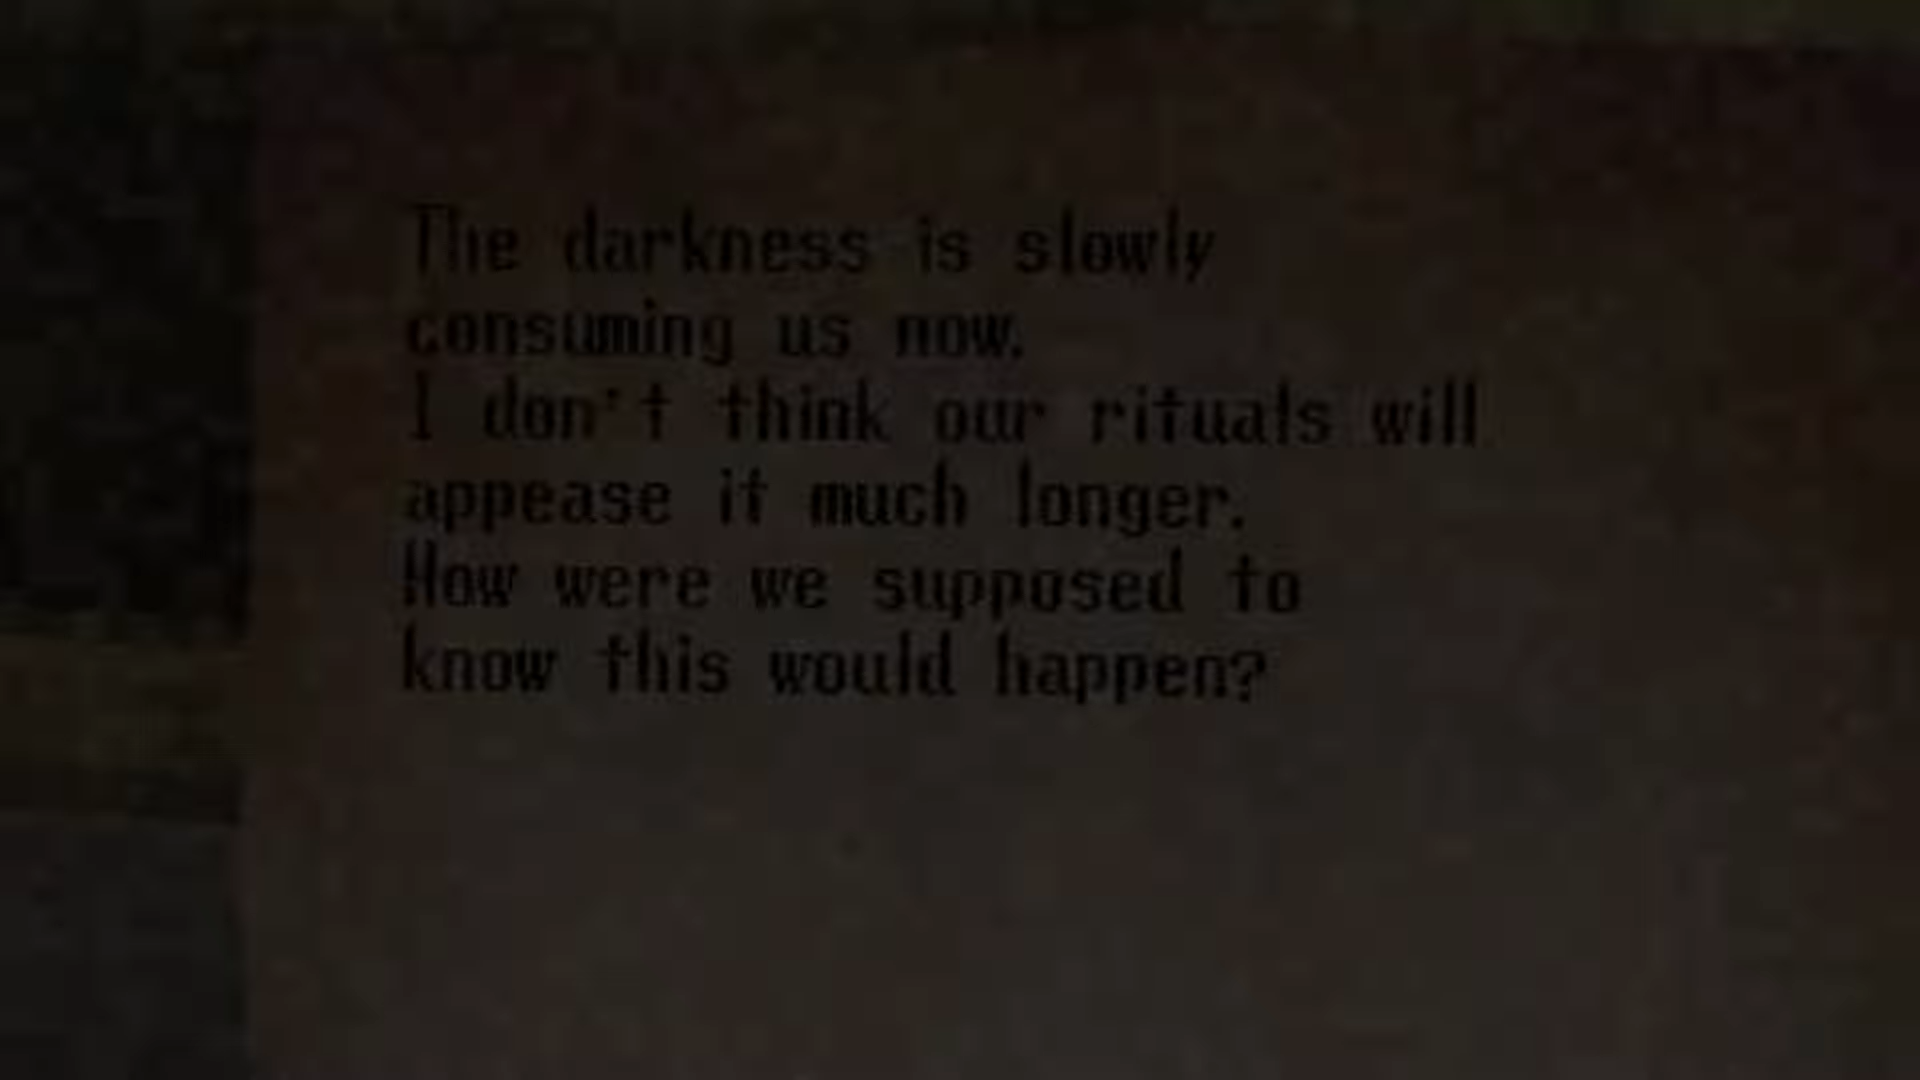 The darkness is slowly
consuming us now.
I don't think our rituals will
appease it much longer.
How were we supposed to
know this would happen?